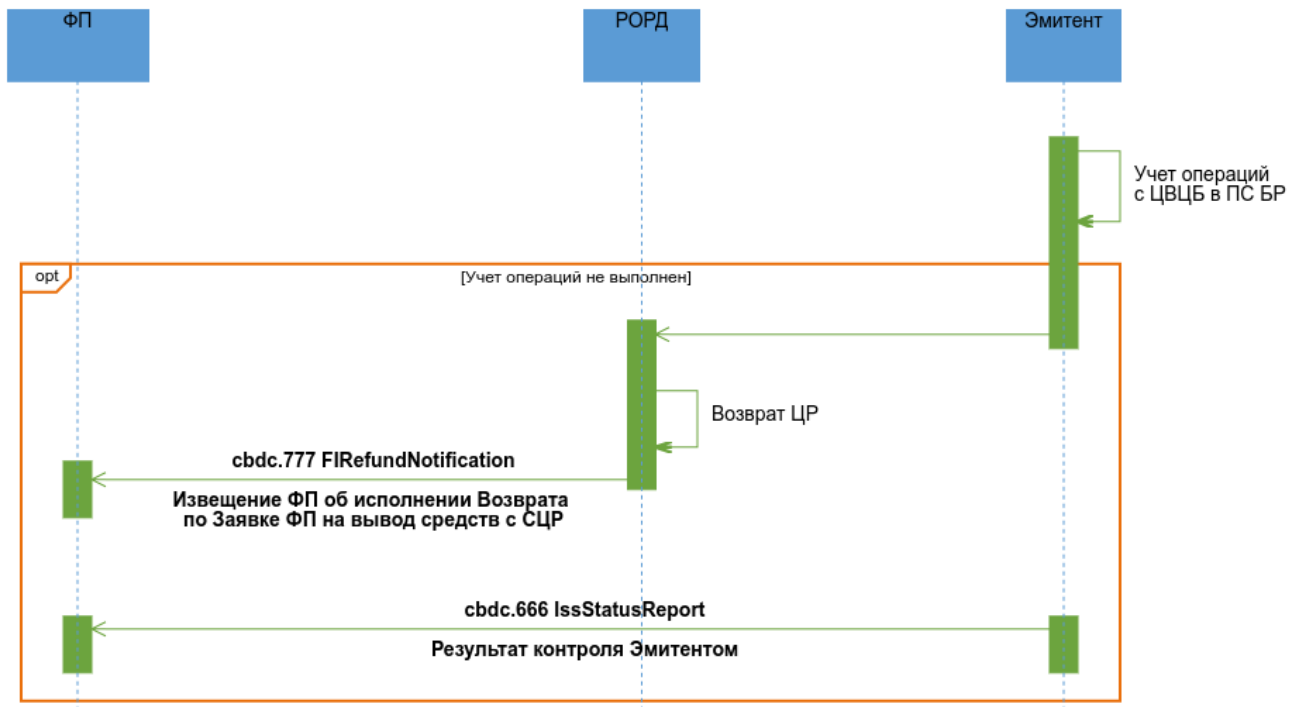 ФП
РОРД
Эмитент
Учет операций
с ЦВЦБ в ПС БР
opt
[Учет операций не выполнен]
Возврат ЦР
cbdc.777 FIRefundNotification
Извещение ФП об исполнении Возврата
по Заявке ФП на вывод средств с СЦР
cbdc.666 IssStatusReport
Результат контроля Эмитентом